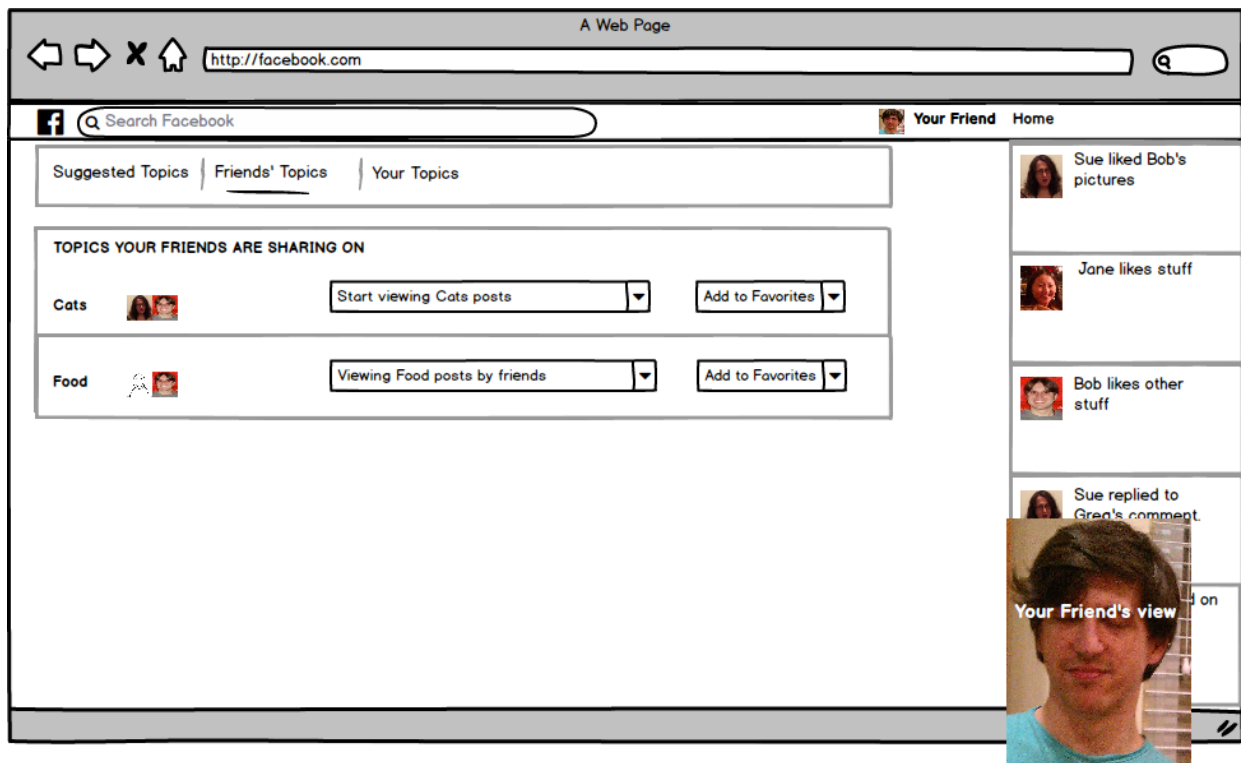 A Web Page
http://facebook.com
f
Search Facebook
Your Friend
Home
Suggested Topics
Friends' Topics
Your Topics
TOPICS YOUR FRIENDS ARE SHARING ON
Cats
Start viewing Cats posts
Add to Favorites
Food
Viewing Food posts by friends
Add to Favorites
Sue liked Bob's
pictures
Jane likes stuff
Bob likes other
stuff
Sue replied to
Greg's comment.
on
Your Friend's view